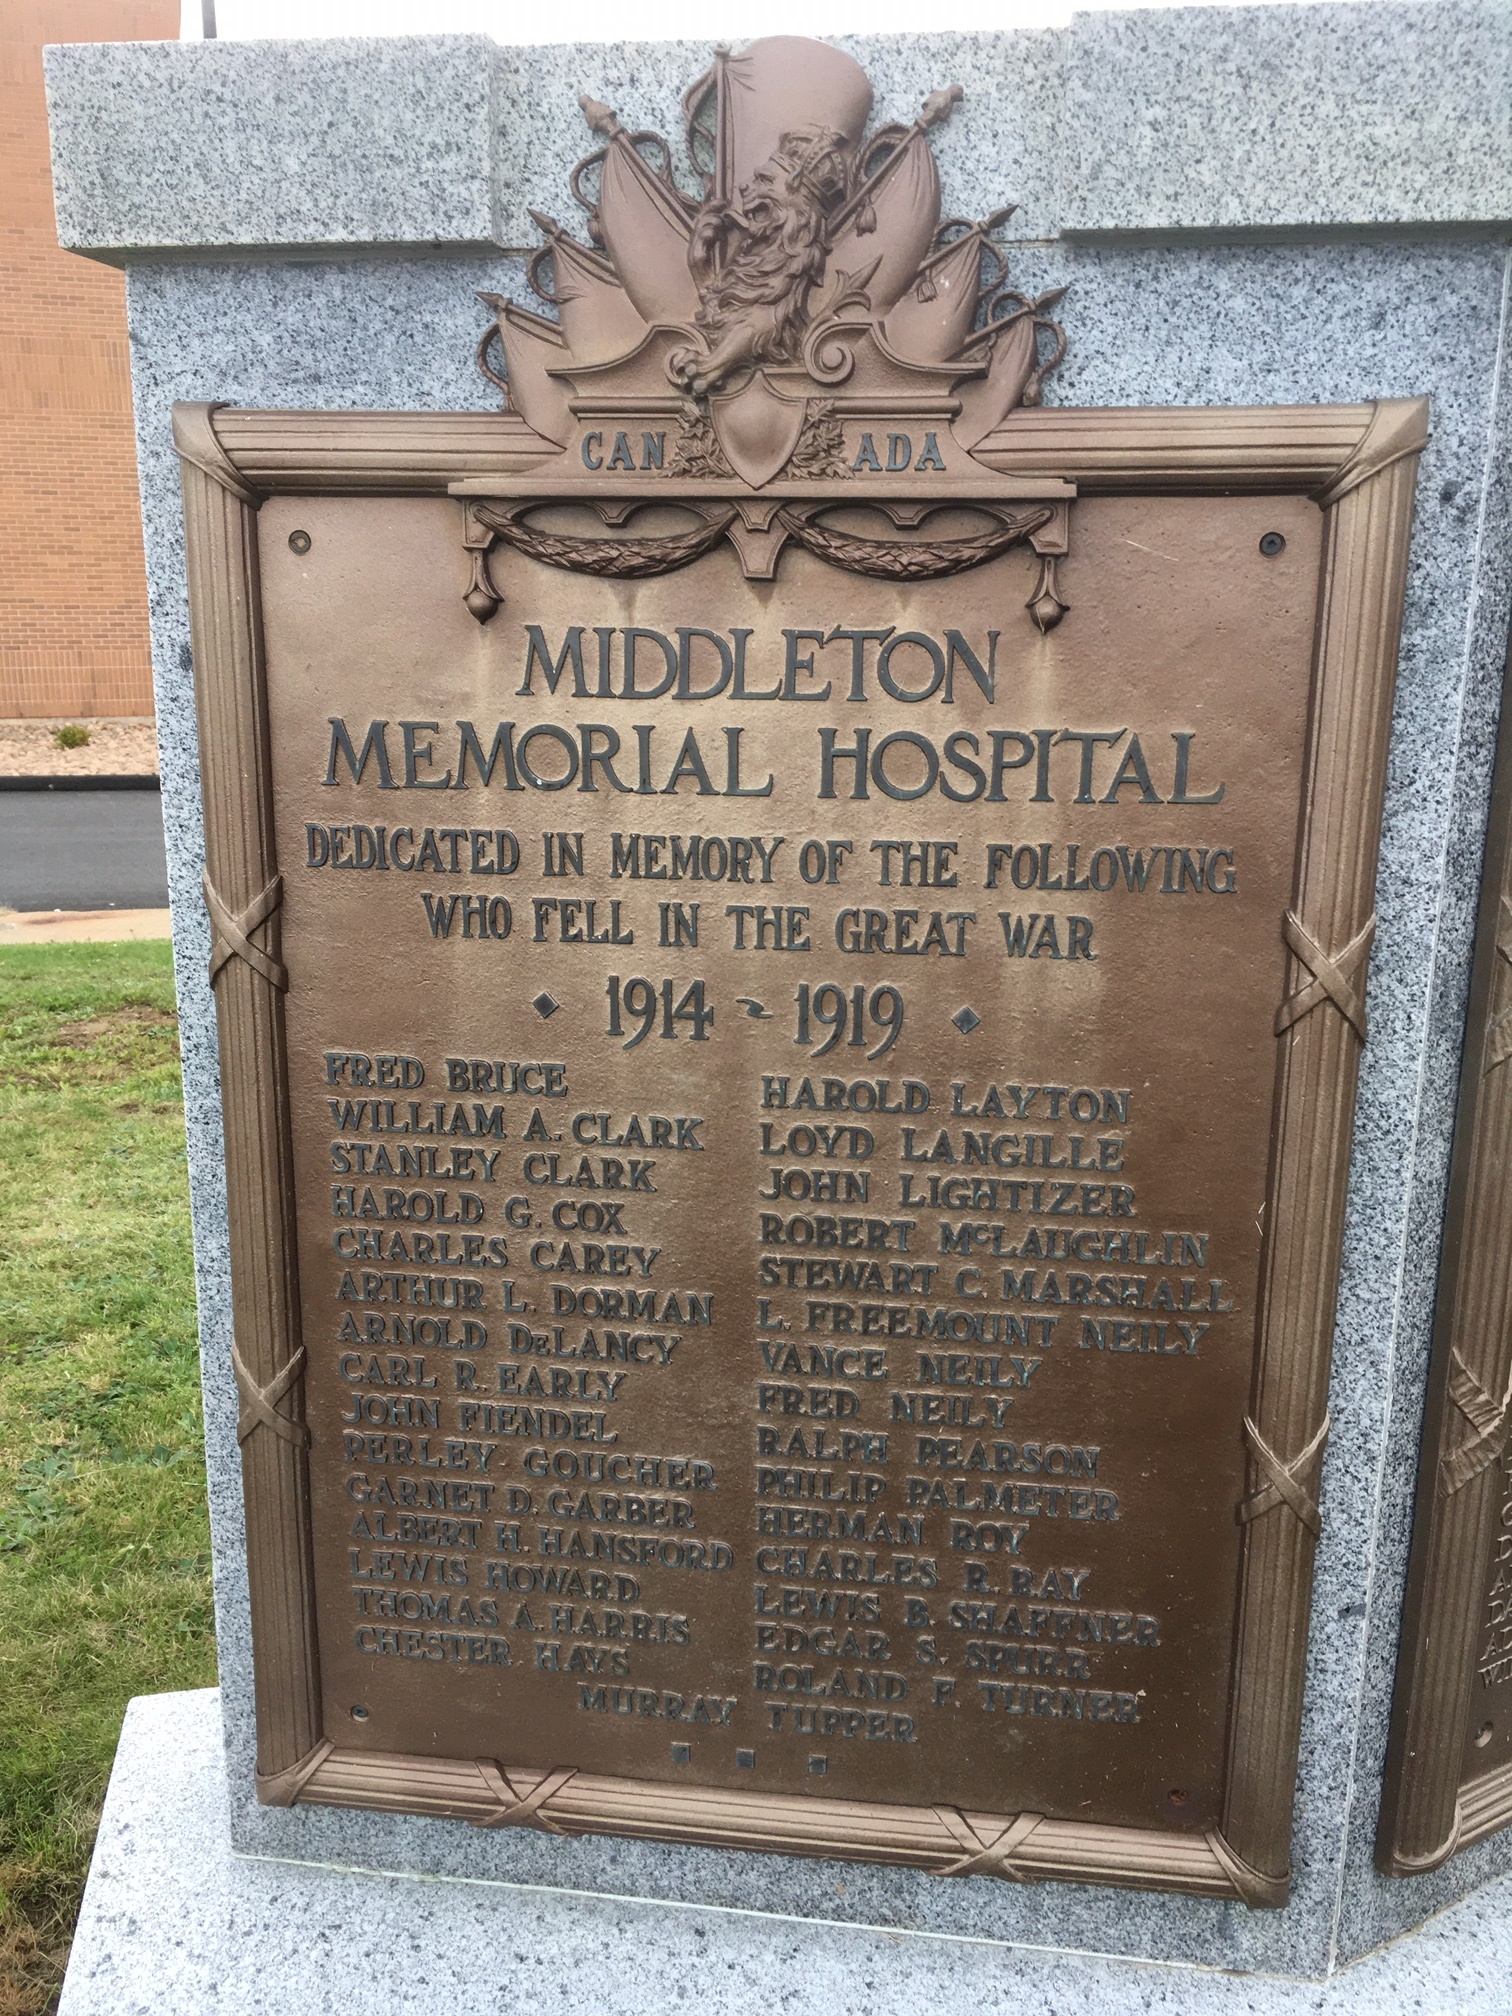 CANADA
MIDDLETON
MEMORIAL HOSPITAL
DEDICATED IN MEMORY OF THE FOLLOWING
WHO FELL IN THE GREAT WAR
1914 ~ 1919
FRED BRUCE
WILLIAM A. CLARK
STANLEY CLARK
HAROLD G. COX
CHARLES CAREY
ARTHUR L. DORMAN
ARNOLD DeLANCY
CARL R. EARLY
JOHN FIENDEL
PERLEY GOUCHER
GARNET D. GARBER
ALBERT H. HANSFORD
LEWIS HOWARD
THOMAS A. HARRIS
CHESTER HAYS
HAROLD LAYTON
LOYD LANGILLE
JOHN LIGHTIZER
ROBERT McLAUGHLIN
STEWART C. MARSHALL
L. FREEMOUNT NEILY
VANCE NEILY
FRED NEILY
RALPH PEARSON
PHILIP PALMETER
HERMAN ROY
CHARLES R. RAY
LEWIS B. SHAFFNER
EDGAR S. SPURR
ROLAND F. TURNER
MURRAY TUPPER